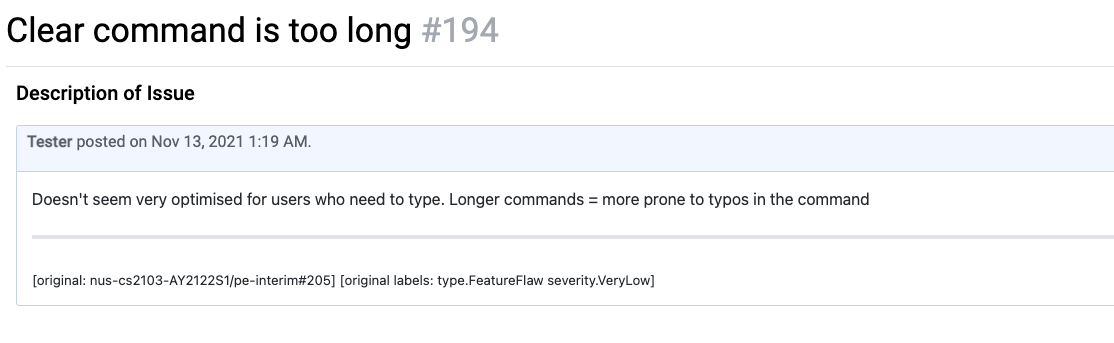 Clear command is too long #194
Description of Issue
Tester posted on Nov 13, 2021 1:19 AM.
Doesn't seem very optimised for users who need to type. Longer commands = more prone to typos in the command
[original: nus-cs2103-AY2122S1/pe-interim#205] [original labels: type.FeatureFlaw severity.VeryLow]